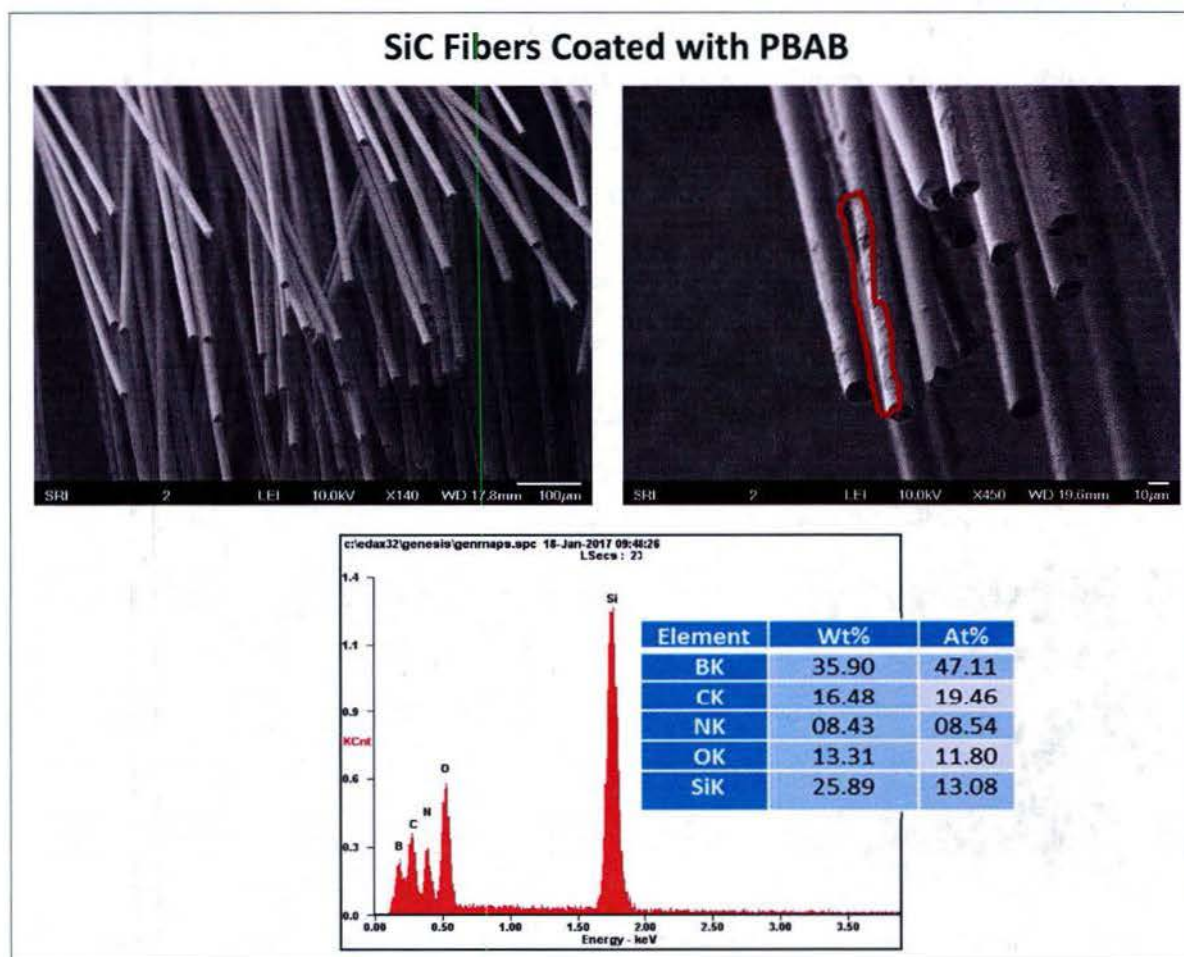 SiC Fibers Coated with PBAB
SRI 2 LEI 10.0kV X140 WD 17.8mm 100µm
SRI 2 LEI 10.0kV X450 WD 19.6mm 10µm
c:\edax32\genesis\genmaps.spc 18-Jan-2017 09:48:26
LSecs : 23
1.4
1.1
0.9
KCnt
0.6
0.3
0.0
B
C
N
O
Si
0.00 0.50 1.00 1.50 2.00 2.50 3.00 3.50
Energy - keV
Element Wt% At%
BK 35.90 47.11
CK 16.48 19.46
NK 08.43 08.54
OK 13.31 11.80
SiK 25.89 13.08